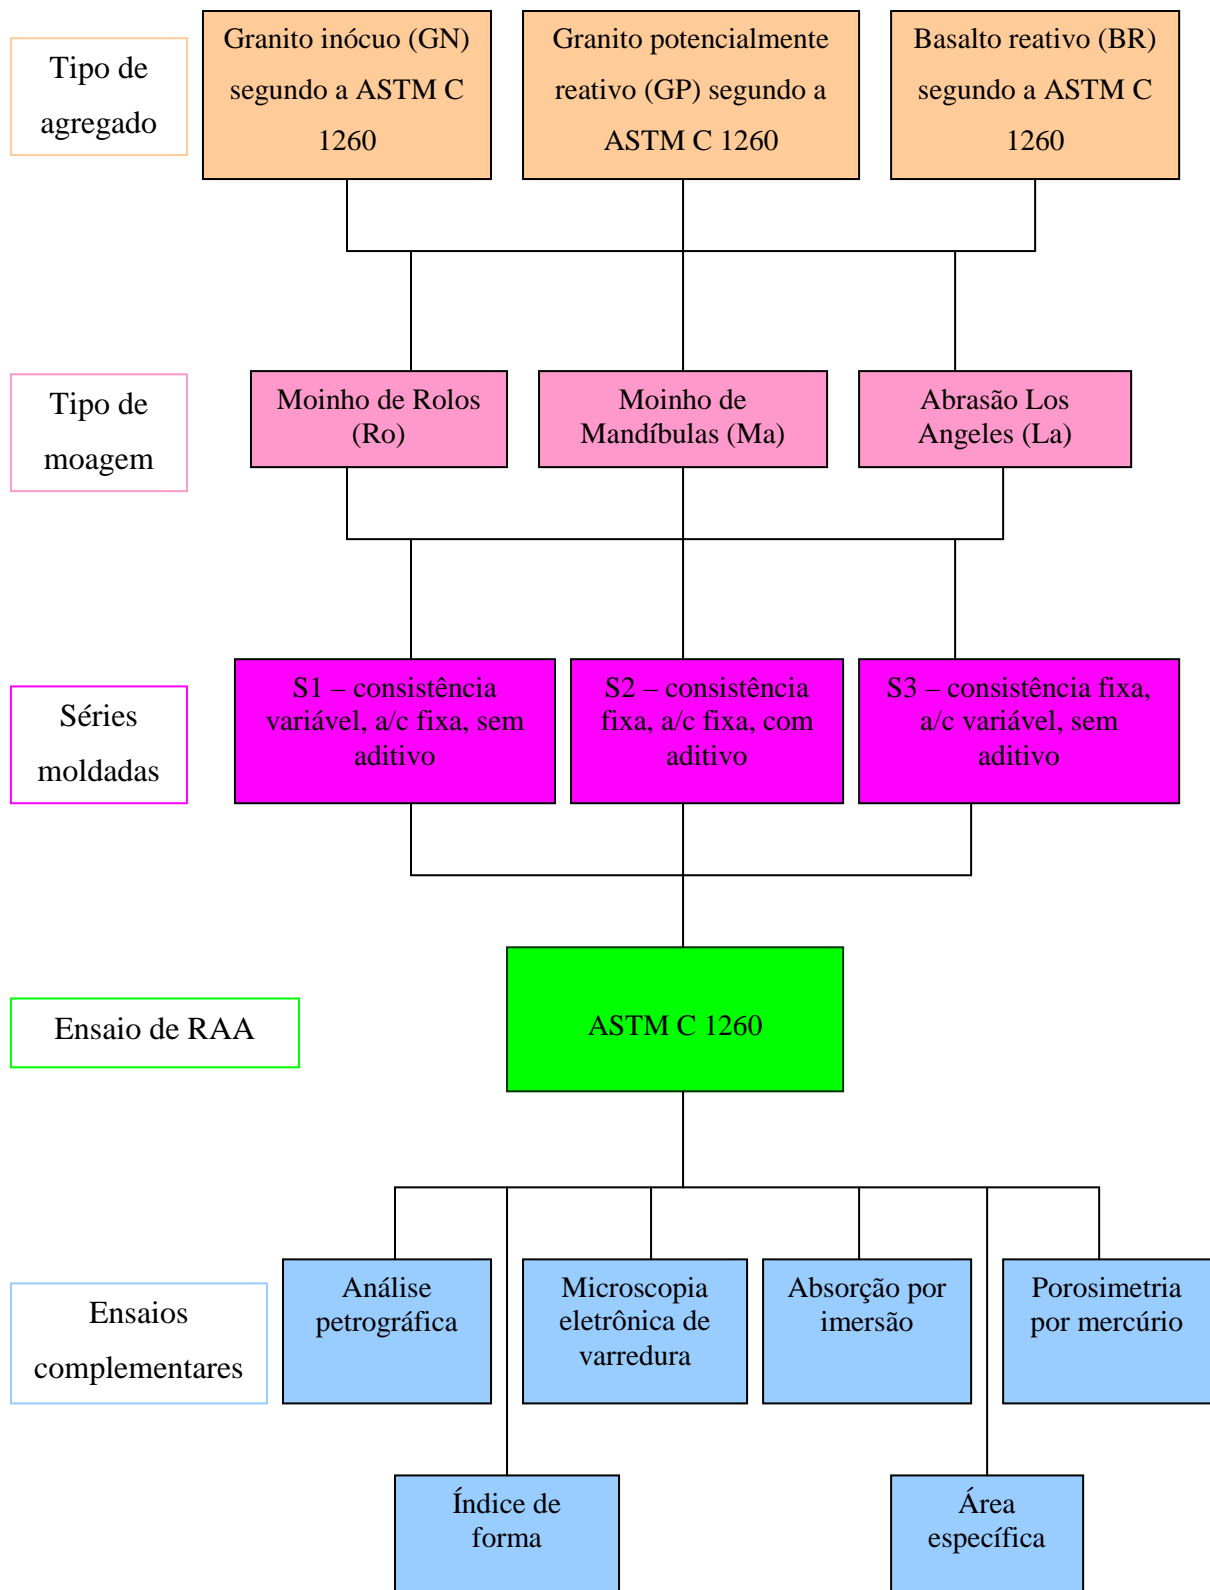 Tipo de
agregado
Granito inócuo (GN)
segundo a ASTM C
1260
Granito potencialmente
reativo (GP) segundo a
ASTM C 1260
Basalto reativo (BR)
segundo a ASTM C
1260
Tipo de
moagem
Moinho de Rolos
(Ro)
Moinho de
Mandíbulas (Ma)
Abrasão Los
Angeles (La)
Séries
moldadas
S1 – consistência
variável, a/c fixa, sem
aditivo
S2 – consistência
fixa, a/c fixa, com
aditivo
S3 – consistência fixa,
a/c variável, sem
aditivo
Ensaio de RAA
ASTM C 1260
Ensaios
complementares
Análise
petrográfica
Microscopia
eletrônica de
varredura
Absorção por
imersão
Porosimetria
por mercúrio
Índice de
forma
Área
específica